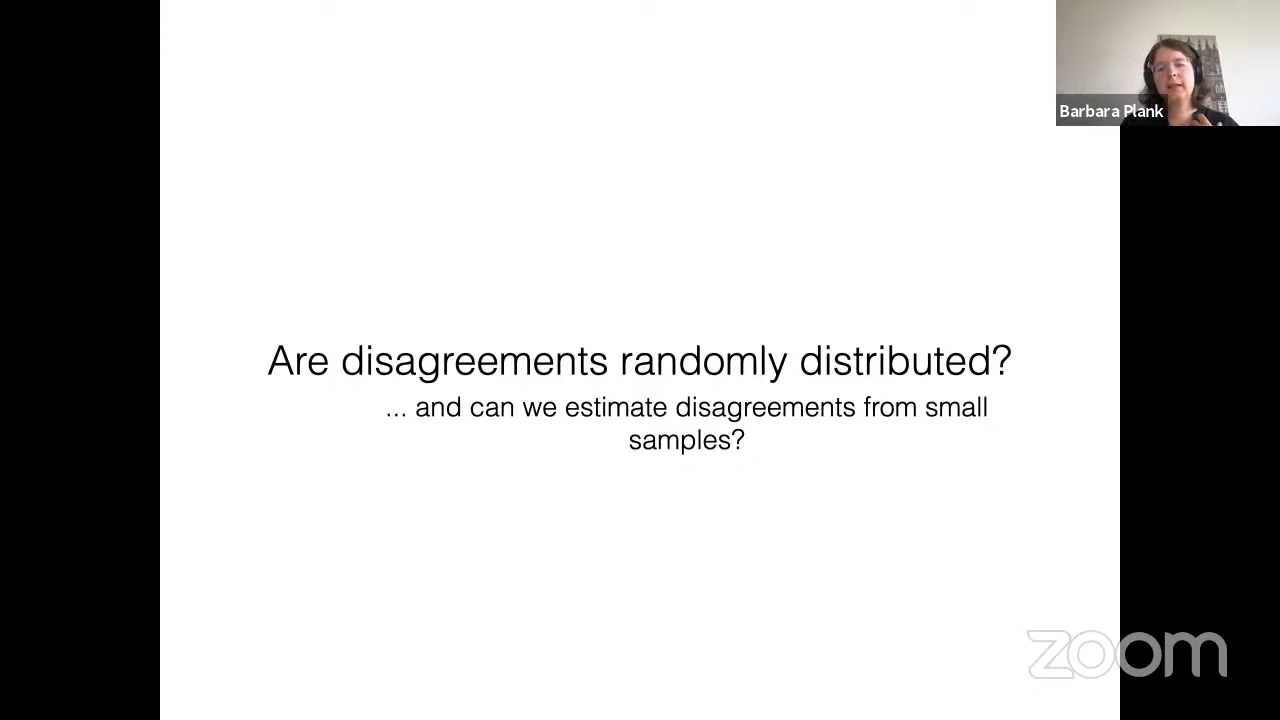 Barbara Plank
Are disagreements randomly distributed?
... and can we estimate disagreements from small
samples?
zoom